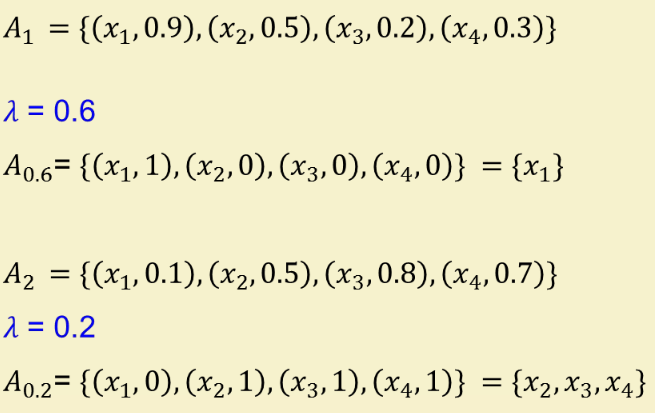 A₁ = {(x₁, 0.9), (x₂, 0.5), (x₃, 0.2), (x₄, 0.3)}
λ = 0.6
A₀.₆= {(x₁, 1), (x₂, 0), (x₃, 0), (x₄, 0)} = {x₁}
A₂ = {(x₁, 0.1), (x₂, 0.5), (x₃, 0.8), (x₄, 0.7)}
λ = 0.2
A₀.₂= {(x₁, 0), (x₂, 1), (x₃, 1), (x₄, 1)} = {x₂, x₃, x₄}